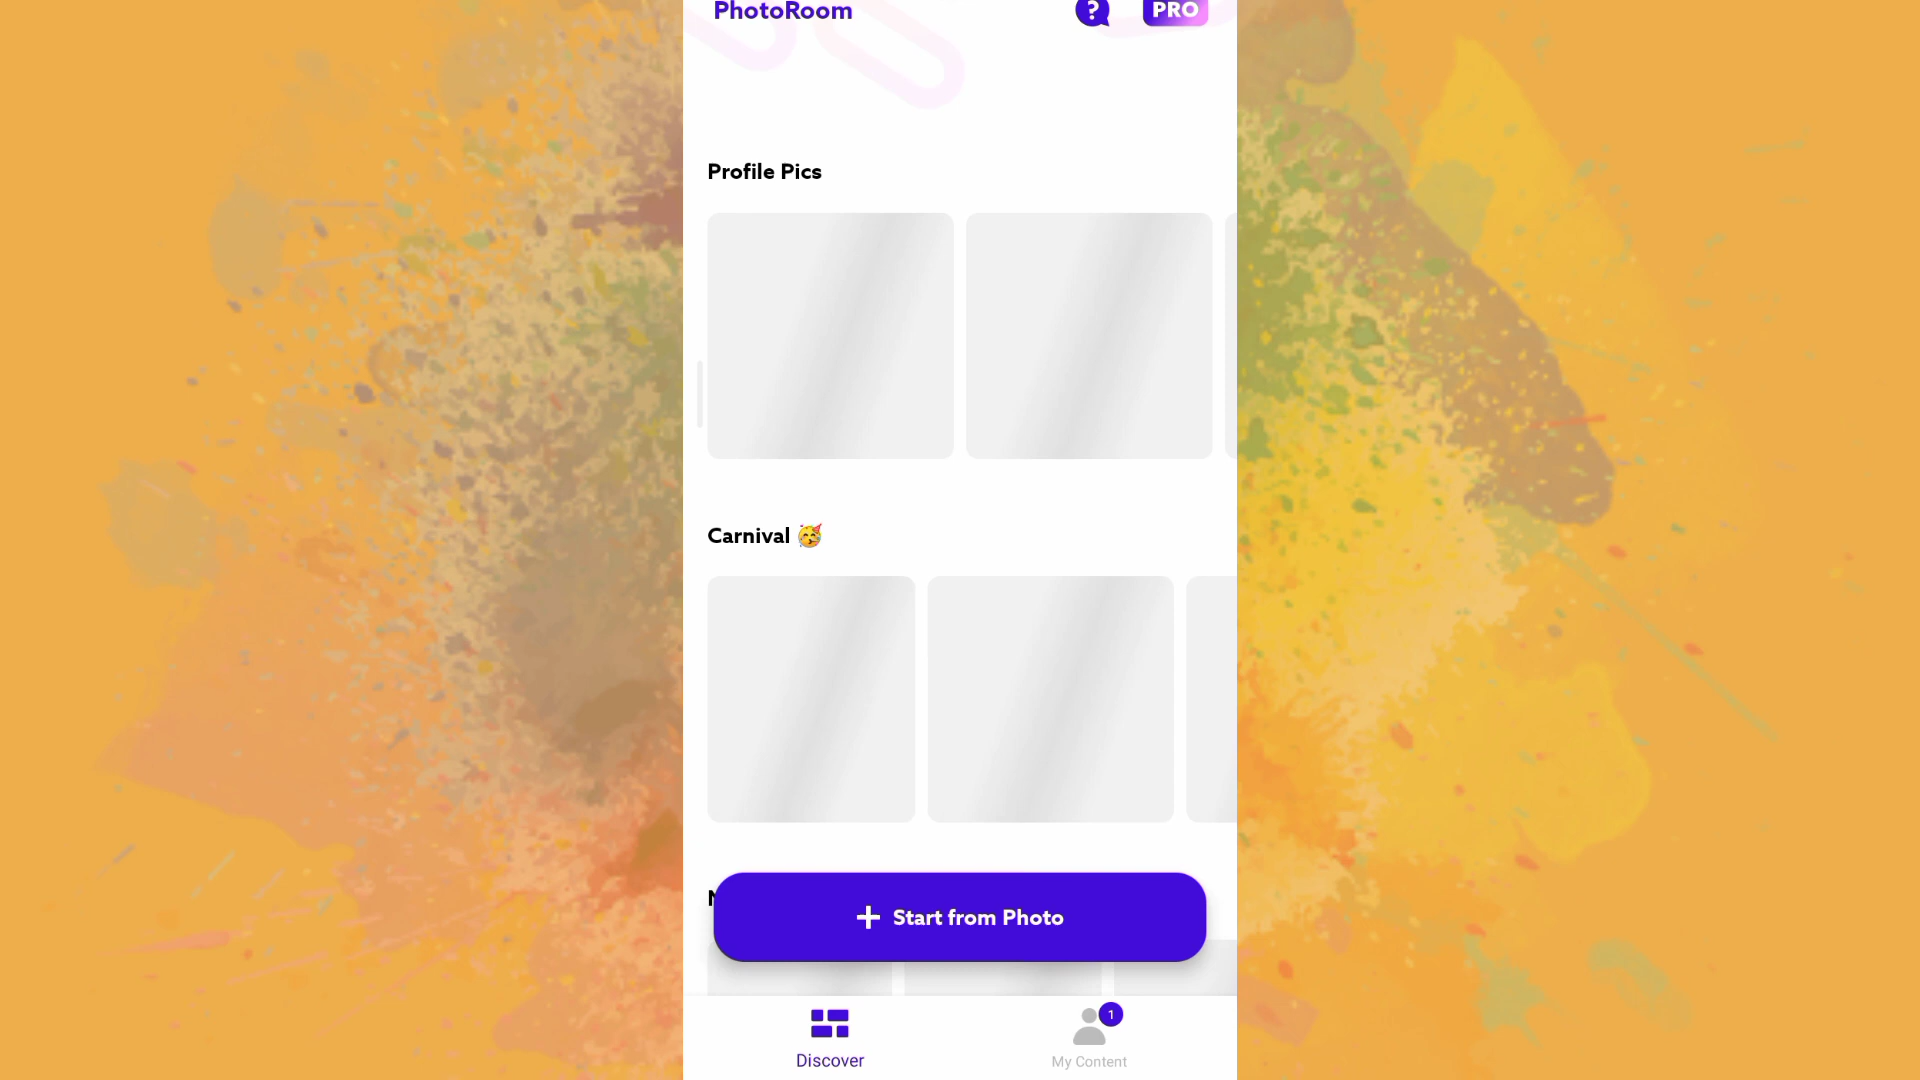 PhotoRoom
?
PRO
Profile Pics
Carnival 🥳
+ Start from Photo
1
Discover
My Content